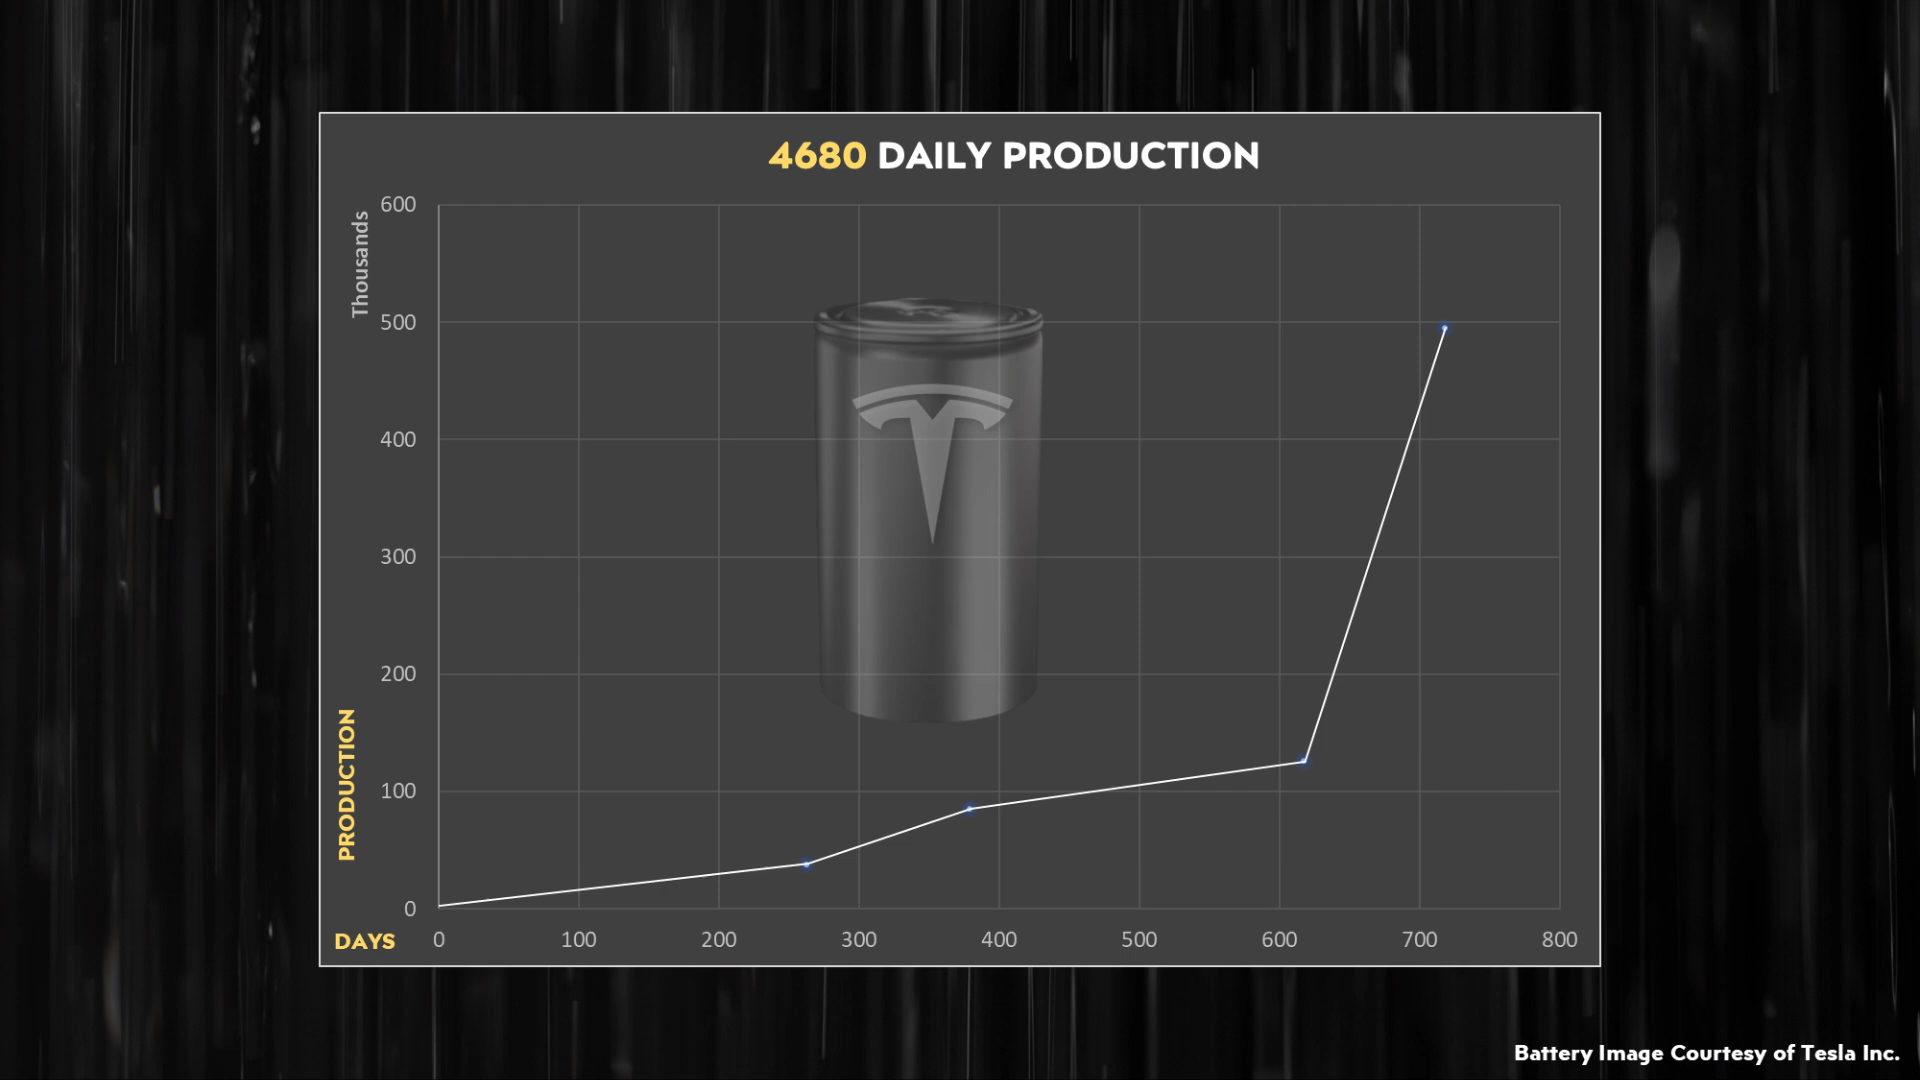 4680 DAILY PRODUCTION
Thousands
600
500
400
300
200
100
0
PRODUCTION
DAYS
0 100 200 300 400 500 600 700 800
Battery Image Courtesy of Tesla Inc.